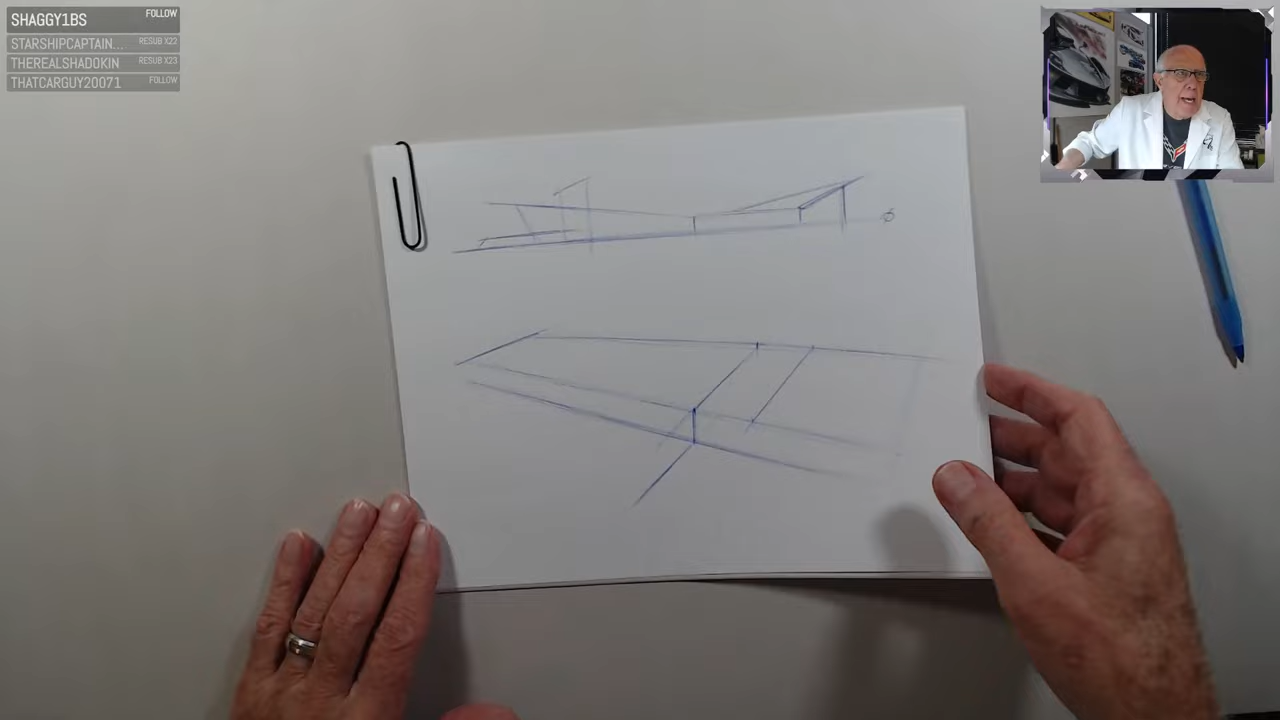 SHAGGY1BS FOLLOW
STARSHIPCAPTAIN... RESUB X22
THEREALSHADOKIN RESUB X23
THATCARGUY20071 FOLLOW